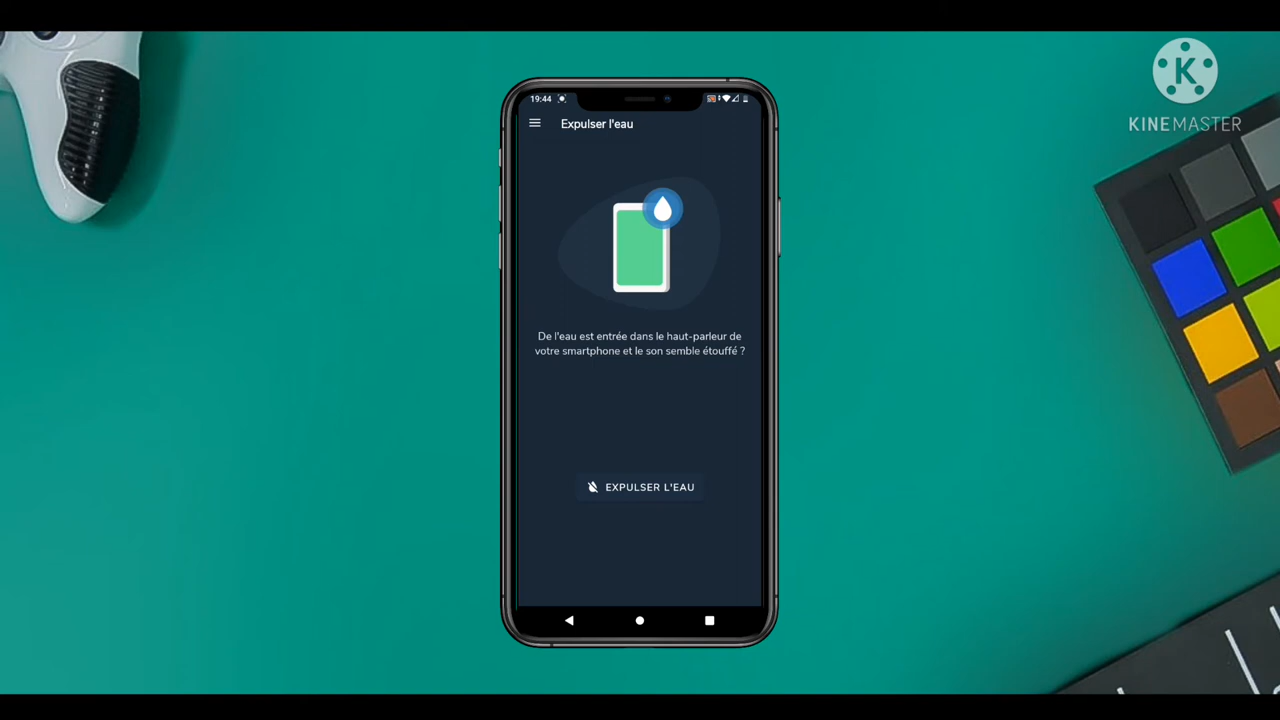 K
KINEMASTER
19:44
Expulser l'eau
De l'eau est entrée dans le haut-parleur de
votre smartphone et le son semble étouffé ?
EXPULSER L'EAU